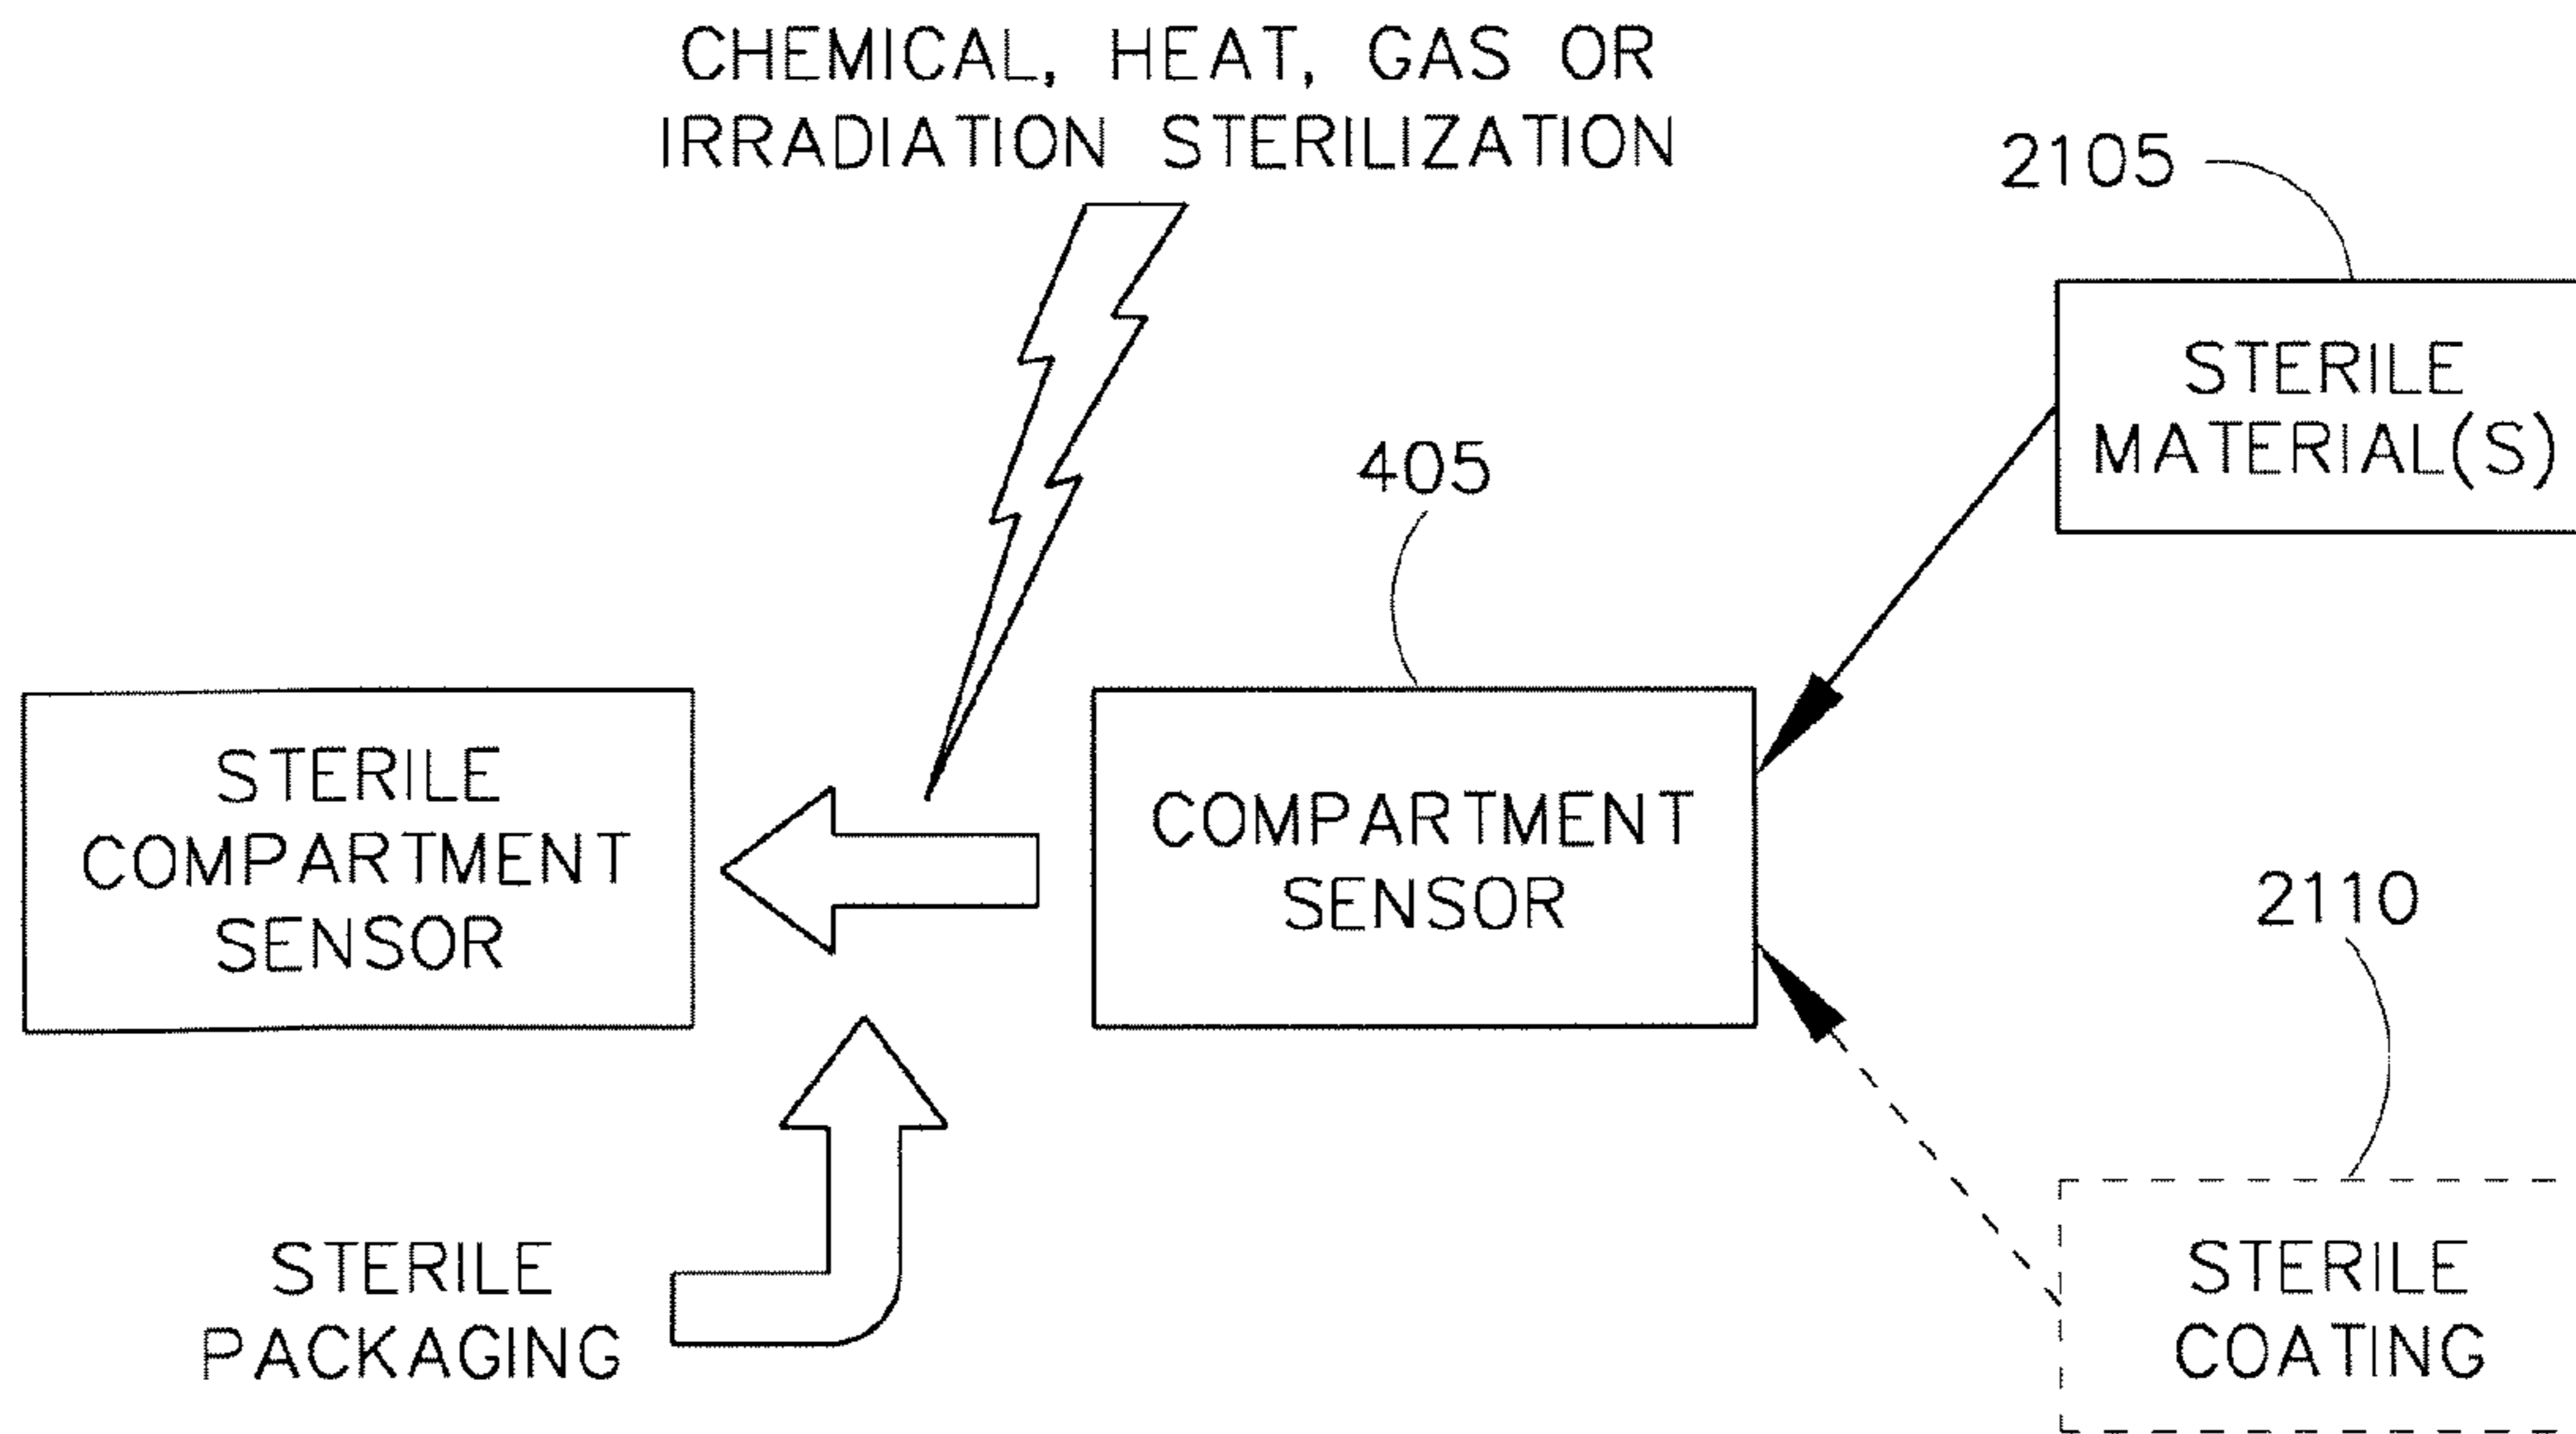 CHEMICAL, HEAT, GAS OR
IRRADIATION STERILIZATION
2105
STERILE
MATERIAL(S)
405
STERILE
COMPARTMENT
SENSOR
COMPARTMENT
SENSOR
2110
STERILE
PACKAGING
STERILE
COATING